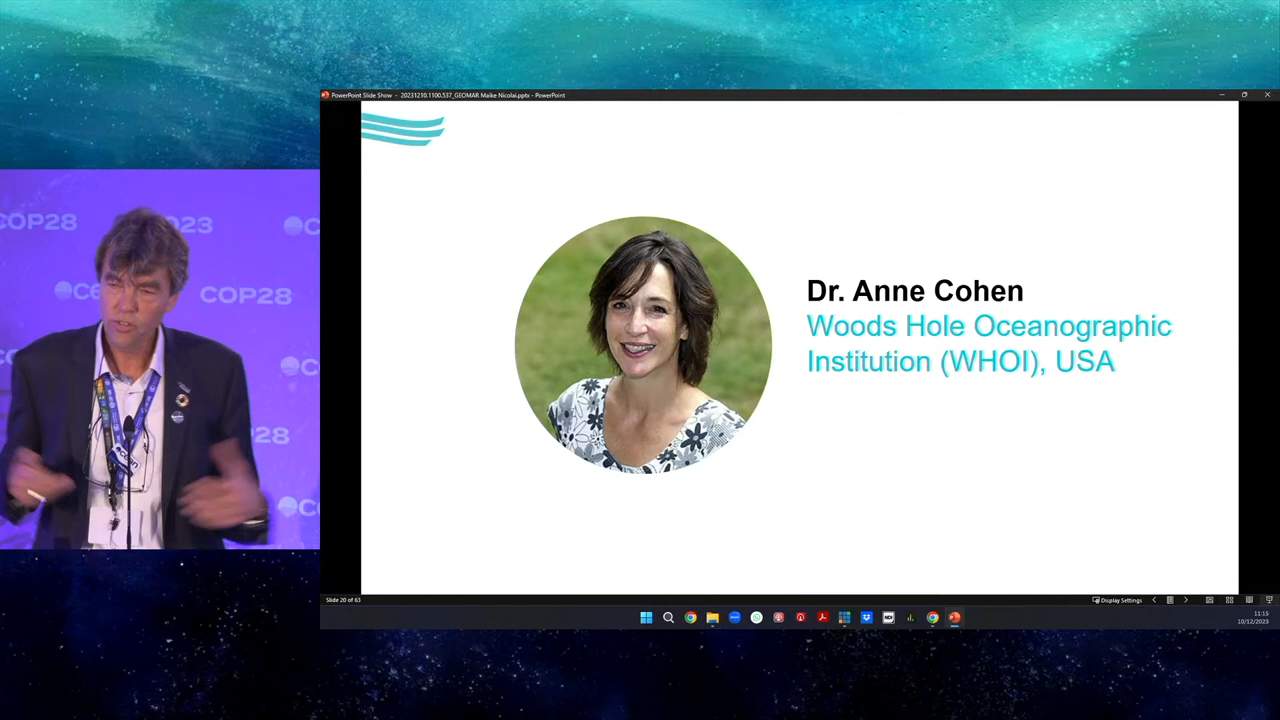 PowerPoint Slide Show - 20231210.1100.537_GEOMAR Maike Nicolai.pptx - PowerPoint
COP28
COP28
Dr. Anne Cohen
Woods Hole Oceanographic
Institution (WHOI), USA
Slide 20 of 63
Display Settings
11:15
10/12/2023